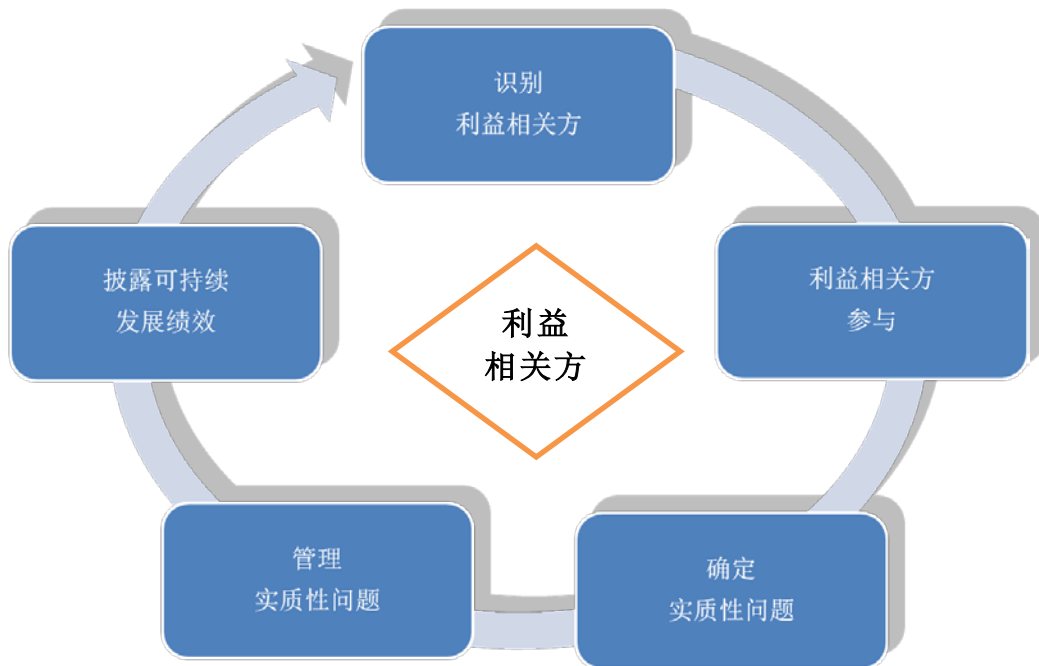 识别
利益相关方
利益相关方
参与
确定
实质性问题
管理
实质性问题
披露可持续
发展绩效
利益
相关方